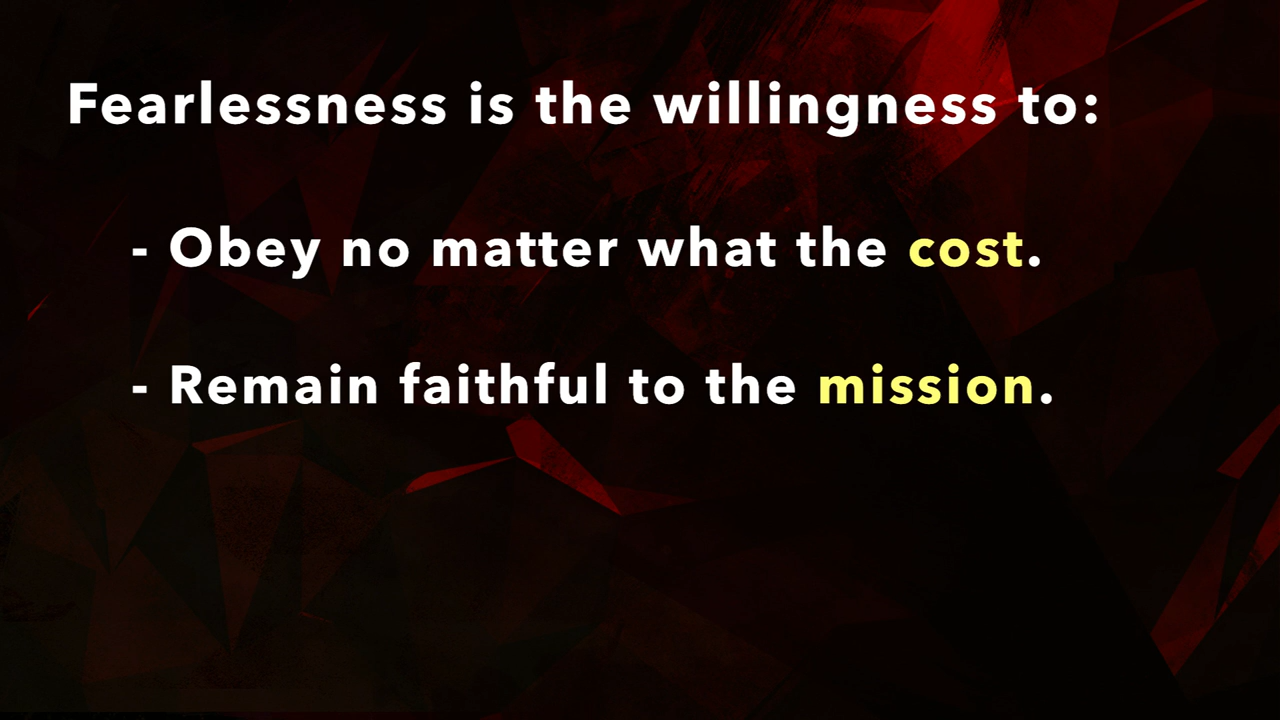 Fearlessness is the willingness to:
- Obey no matter what the cost.
- Remain faithful to the mission.